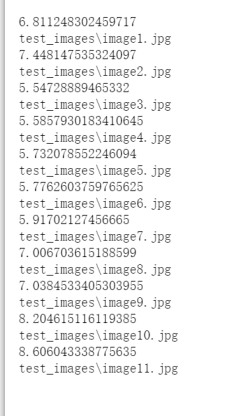 6.811248302459717
test_images\image1.jpg
7.448147535324097
test_images\image2.jpg
5.54728889465332
test_images\image3.jpg
5.5857930183410645
test_images\image4.jpg
5.732078552246094
test_images\image5.jpg
5.7762603759765625
test_images\image6.jpg
5.91702127456665
test_images\image7.jpg
7.006703615188599
test_images\image8.jpg
7.0384533405303955
test_images\image9.jpg
8.204615116119385
test_images\image10.jpg
8.606043338775635
test_images\image11.jpg